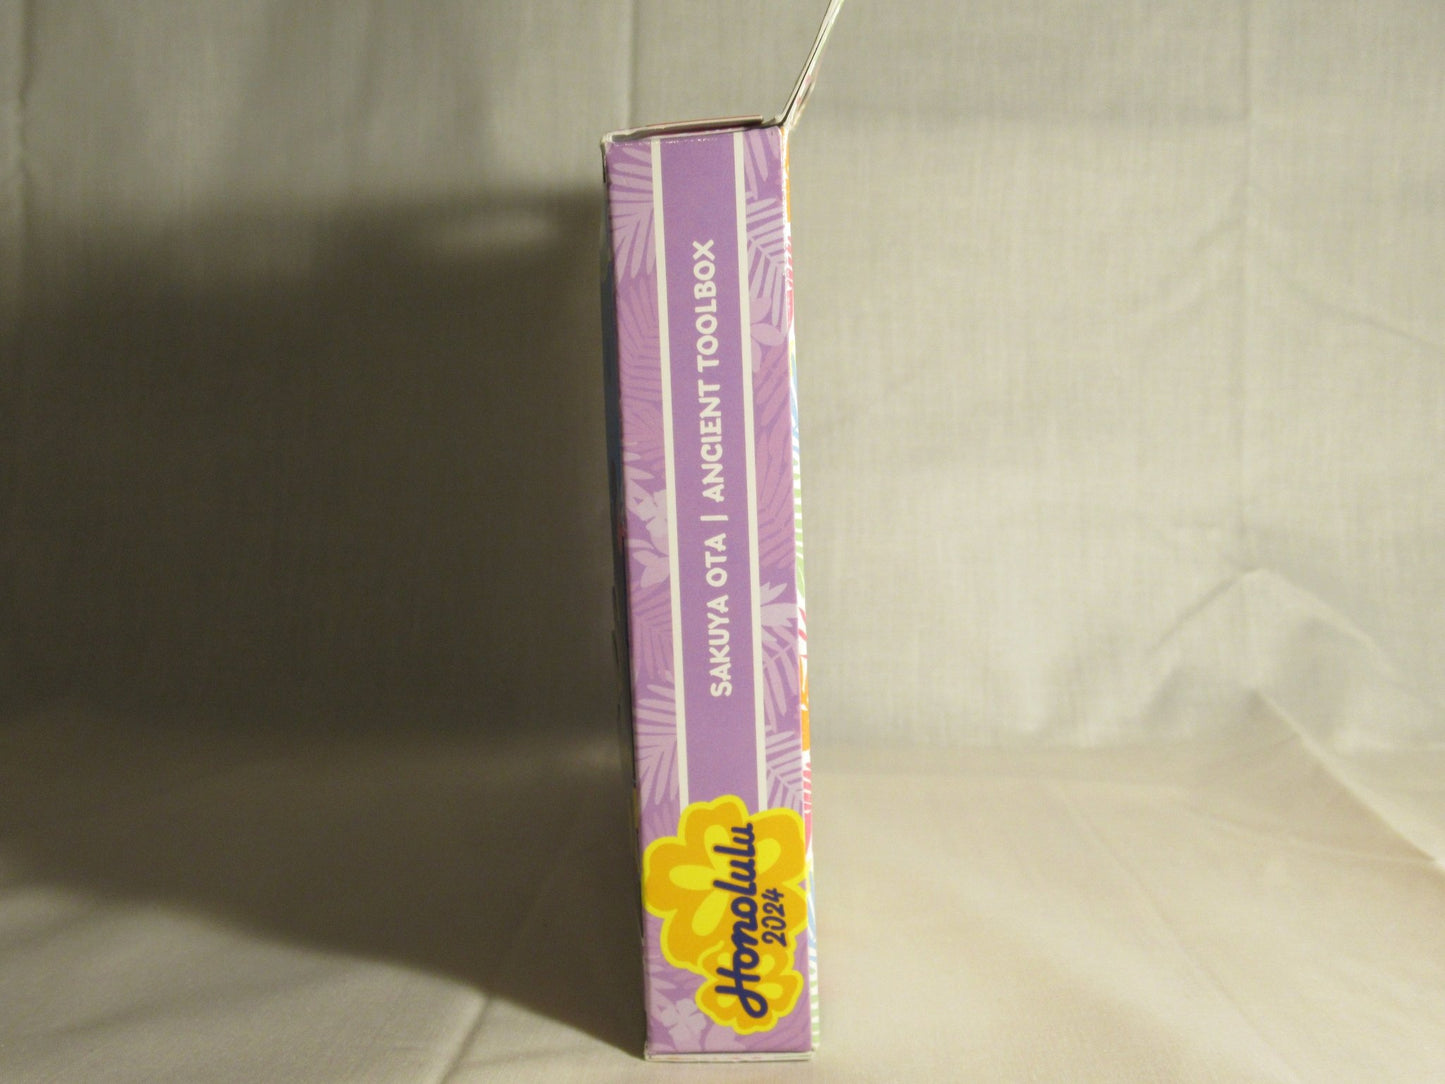 SAKUYA OTA | ANCIENT TOOLBOX
Honolulu
2024